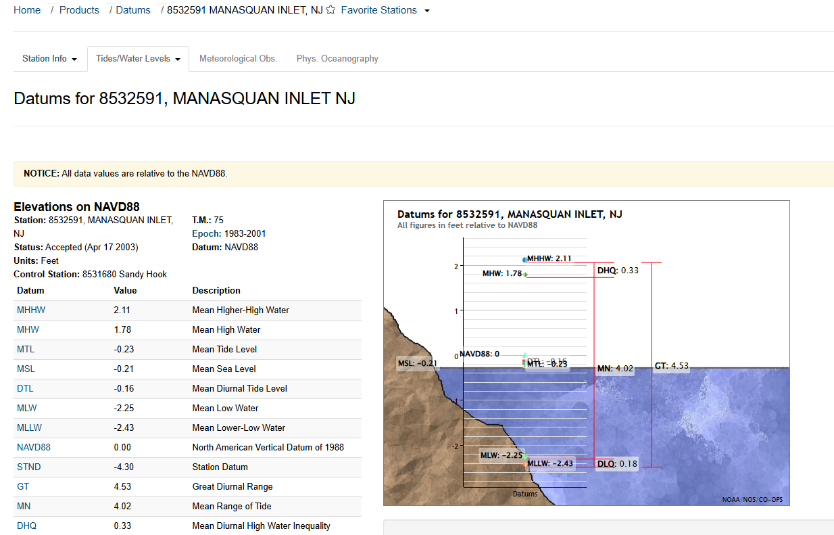 Home / Products / Datums / 8532591 MANASQUAN INLET, NJ ☆ Favorite Stations
Station Info Tides/Water Levels Meteorological Obs. Phys. Oceanography
Datums for 8532591, MANASQUAN INLET NJ
NOTICE: All data values are relative to the NAVD88.
Elevations on NAVD88
Station: 8532591, MANASQUAN INLET, NJ
T.M.: 75
Epoch: 1983-2001
Status: Accepted (Apr 17 2003)
Datum: NAVD88
Units: Feet
Control Station: 8531680 Sandy Hook
Datum Value Description
MHHW 2.11 Mean Higher-High Water
MHW 1.78 Mean High Water
MTL -0.23 Mean Tide Level
MSL -0.21 Mean Sea Level
DTL -0.16 Mean Diurnal Tide Level
MLW -2.25 Mean Low Water
MLLW -2.43 Mean Lower-Low Water
NAVD88 0.00 North American Vertical Datum of 1988
STND -4.30 Station Datum
GT 4.53 Great Diurnal Range
MN 4.02 Mean Range of Tide
DHQ 0.33 Mean Diurnal High Water Inequality
Datums for 8532591, MANASQUAN INLET, NJ
All figures in feet relative to NAVD88
MHHW: 2.11
2
DHQ: 0.33
MHW: 1.78
1
0
NAVD88: 0
DTL: -0.16
MSL: -0.21
MTL: -0.23
MN: 4.02
GT: 4.53
-1
-2
MLW: -2.25
MLLW: -2.43
DLQ: 0.18
Datums
NOAA/NOS/CO-OPS